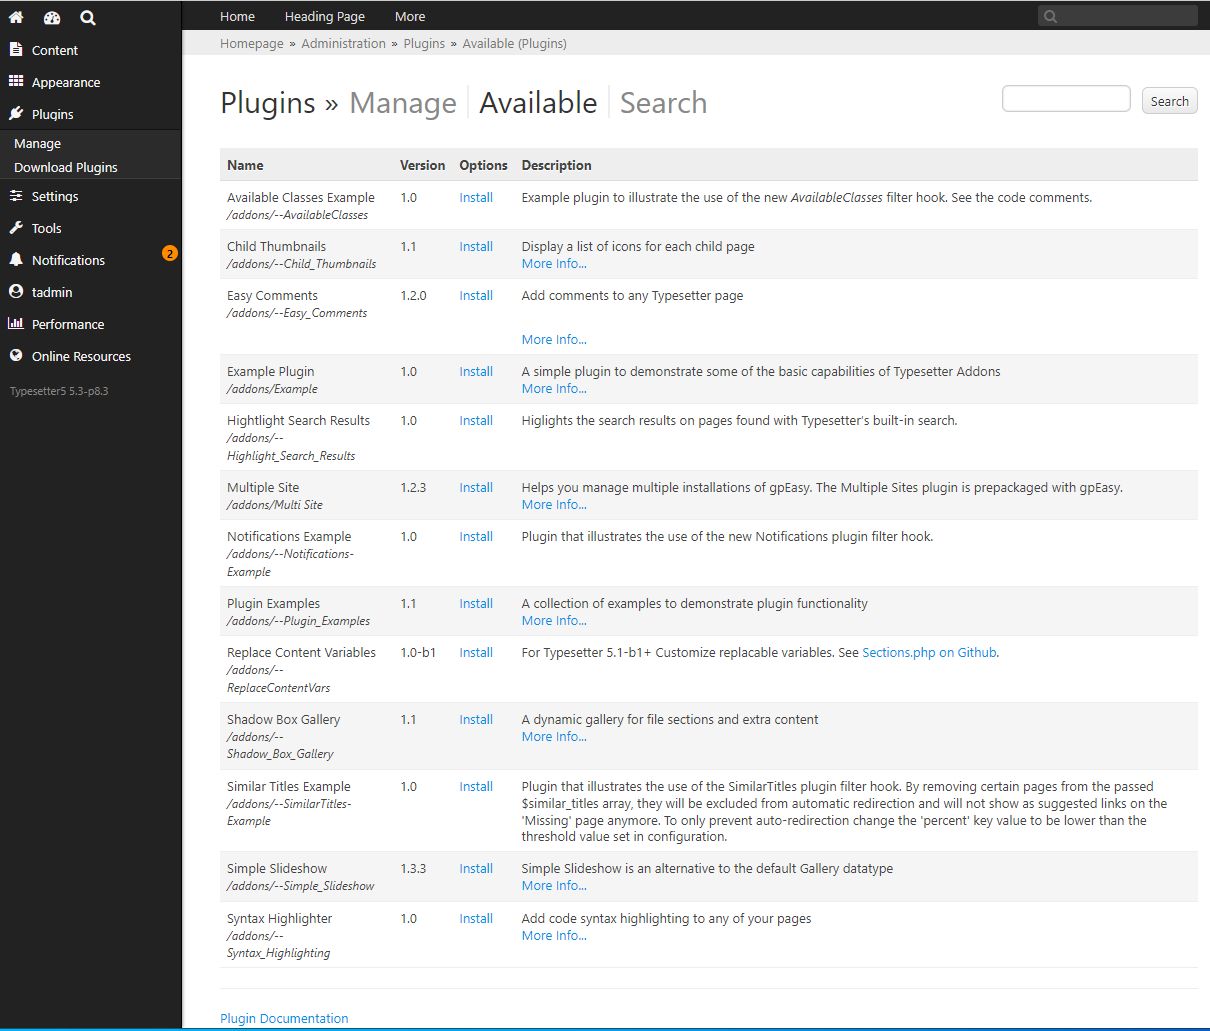 Home Heading Page More
Content
Appearance
Plugins
Manage
Download Plugins
Settings
Tools
Notifications 2
tadmin
Performance
Online Resources
Typesetter5 5.3-p8.3
Homepage » Administration » Plugins » Available (Plugins)
Plugins » Manage Available Search
Search
Name Version Options Description
Available Classes Example 1.0 Install Example plugin to illustrate the use of the new AvailableClasses filter hook. See the code comments.
/addons/--AvailableClasses
Child Thumbnails 1.1 Install Display a list of icons for each child page
/addons/--Child_Thumbnails More Info...
Easy Comments 1.2.0 Install Add comments to any Typesetter page
/addons/--Easy_Comments
More Info...
Example Plugin 1.0 Install A simple plugin to demonstrate some of the basic capabilities of Typesetter Addons
/addons/Example More Info...
Hightlight Search Results 1.0 Install Higlights the search results on pages found with Typesetter's built-in search.
/addons/--
Highlight_Search_Results
Multiple Site 1.2.3 Install Helps you manage multiple installations of gpEasy. The Multiple Sites plugin is prepackaged with gpEasy.
/addons/Multi Site More Info...
Notifications Example 1.0 Install Plugin that illustrates the use of the new Notifications plugin filter hook.
/addons/--Notifications-
Example
Plugin Examples 1.1 Install A collection of examples to demonstrate plugin functionality
/addons/--Plugin_Examples More Info...
Replace Content Variables 1.0-b1 Install For Typesetter 5.1-b1+ Customize replacable variables. See Sections.php on Github.
/addons/--
ReplaceContentVars
Shadow Box Gallery 1.1 Install A dynamic gallery for file sections and extra content
/addons/-- More Info...
Shadow_Box_Gallery
Similar Titles Example 1.0 Install Plugin that illustrates the use of the SimilarTitles plugin filter hook. By removing certain pages from the passed
/addons/--SimilarTitles- $similar_titles array, they will be excluded from automatic redirection and will not show as suggested links on the
Example 'Missing' page anymore. To only prevent auto-redirection change the 'percent' key value to be lower than the
threshold value set in configuration.
Simple Slideshow 1.3.3 Install Simple Slideshow is an alternative to the default Gallery datatype
/addons/--Simple_Slideshow More Info...
Syntax Highlighter 1.0 Install Add code syntax highlighting to any of your pages
/addons/-- More Info...
Syntax_Highlighting
Plugin Documentation